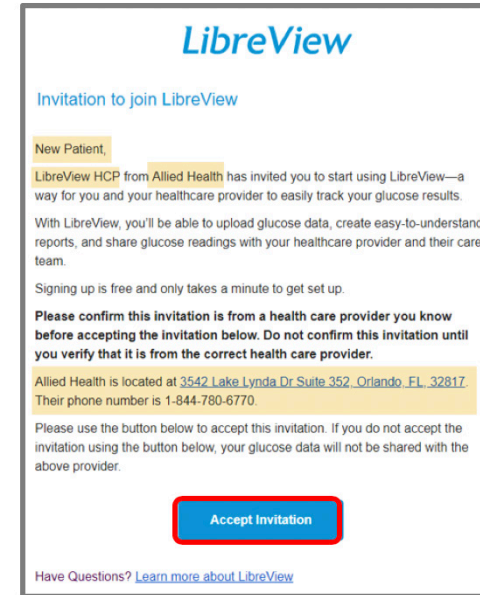 LibreView
Invitation to join LibreView
New Patient,
LibreView HCP from Allied Health has invited you to start using LibreView—a
way for you and your healthcare provider to easily track your glucose results.
With LibreView, you'll be able to upload glucose data, create easy-to-understand
reports, and share glucose readings with your healthcare provider and their care
team.
Signing up is free and only takes a minute to get set up.
Please confirm this invitation is from a health care provider you know
before accepting the invitation below. Do not confirm this invitation until
you verify that it is from the correct health care provider.
Allied Health is located at 3542 Lake Lynda Dr Suite 352, Orlando, FL, 32817.
Their phone number is 1-844-780-6770.
Please use the button below to accept this invitation. If you do not accept the
invitation using the button below, your glucose data will not be shared with the
above provider.
Accept Invitation
Have Questions? Learn more about LibreView